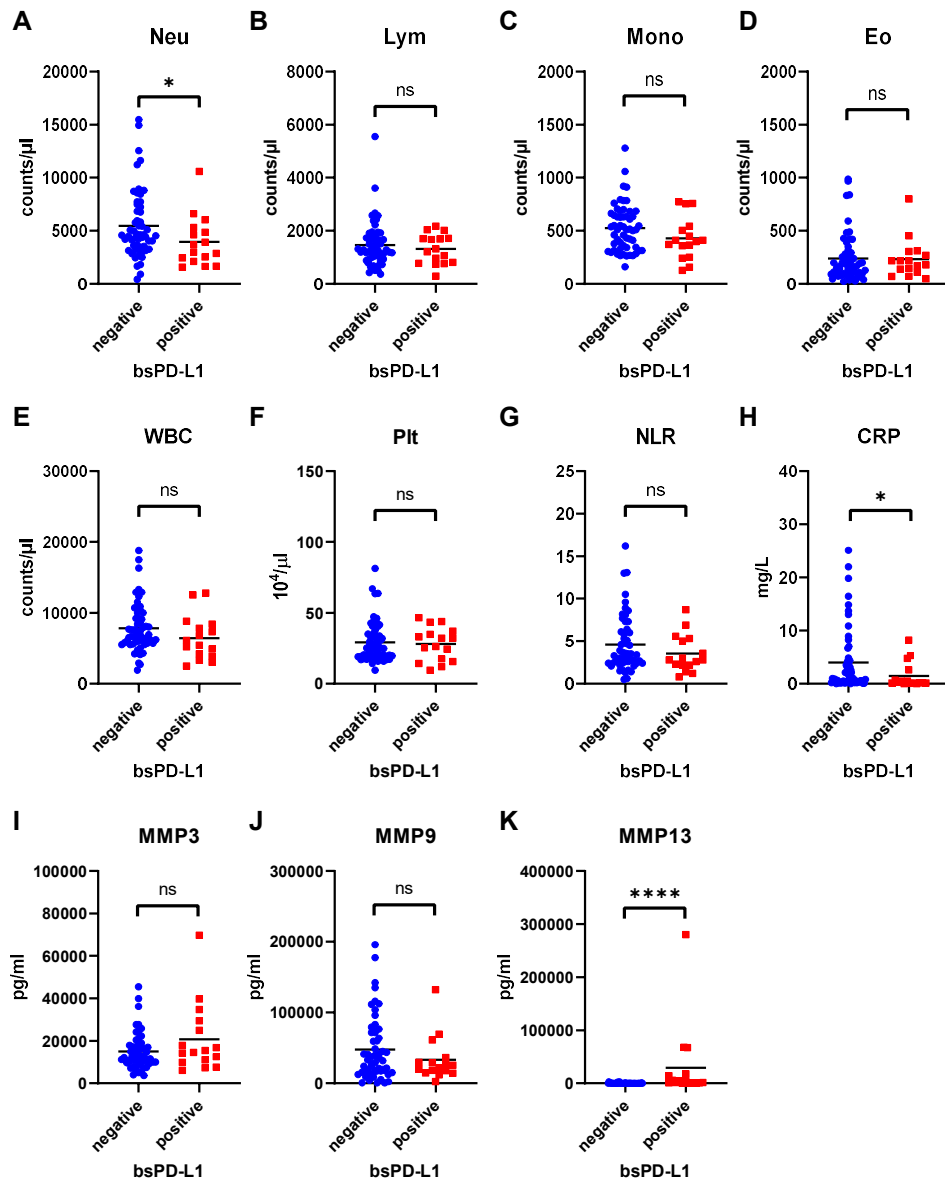 A
Neu
20000
15000
10000
5000
0
counts/µl
*
negative
positive
bsPD-L1
B
Lym
8000
6000
4000
2000
0
counts/µl
ns
negative
positive
bsPD-L1
C
Mono
2000
1500
1000
500
0
counts/µl
ns
negative
positive
bsPD-L1
D
Eo
2000
1500
1000
500
0
counts/µl
ns
negative
positive
bsPD-L1
E
WBC
30000
20000
10000
0
counts/µl
ns
negative
positive
bsPD-L1
F
Plt
150
100
50
0
10⁴/µl
ns
negative
positive
bsPD-L1
G
NLR
25
20
15
10
5
0
ns
negative
positive
bsPD-L1
H
CRP
40
30
20
10
0
mg/L
*
negative
positive
bsPD-L1
I
MMP3
100000
80000
60000
40000
20000
0
pg/ml
ns
negative
positive
bsPD-L1
J
MMP9
300000
200000
100000
0
pg/ml
ns
negative
positive
bsPD-L1
K
MMP13
400000
300000
200000
100000
0
pg/ml
****
negative
positive
bsPD-L1